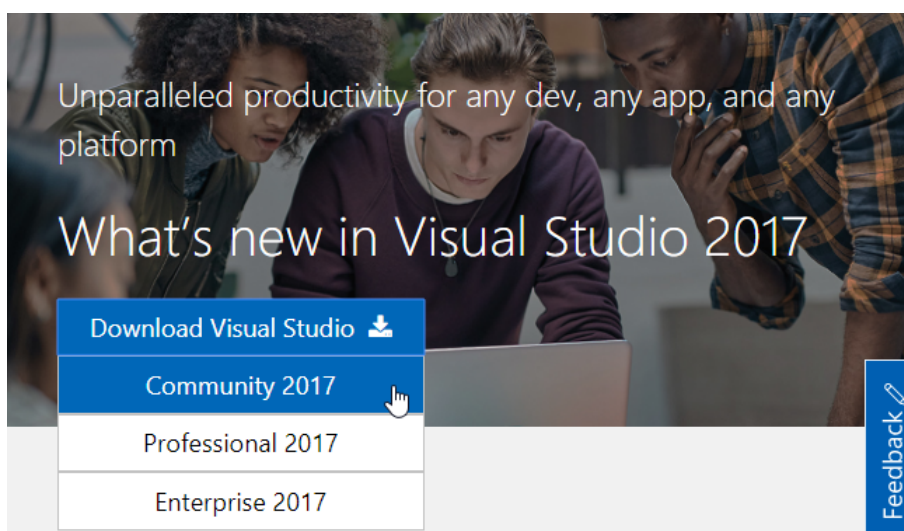 Unparalleled productivity for any dev, any app, and any
platform
What's new in Visual Studio 2017
Download Visual Studio
Community 2017
Professional 2017
Enterprise 2017
Feedback